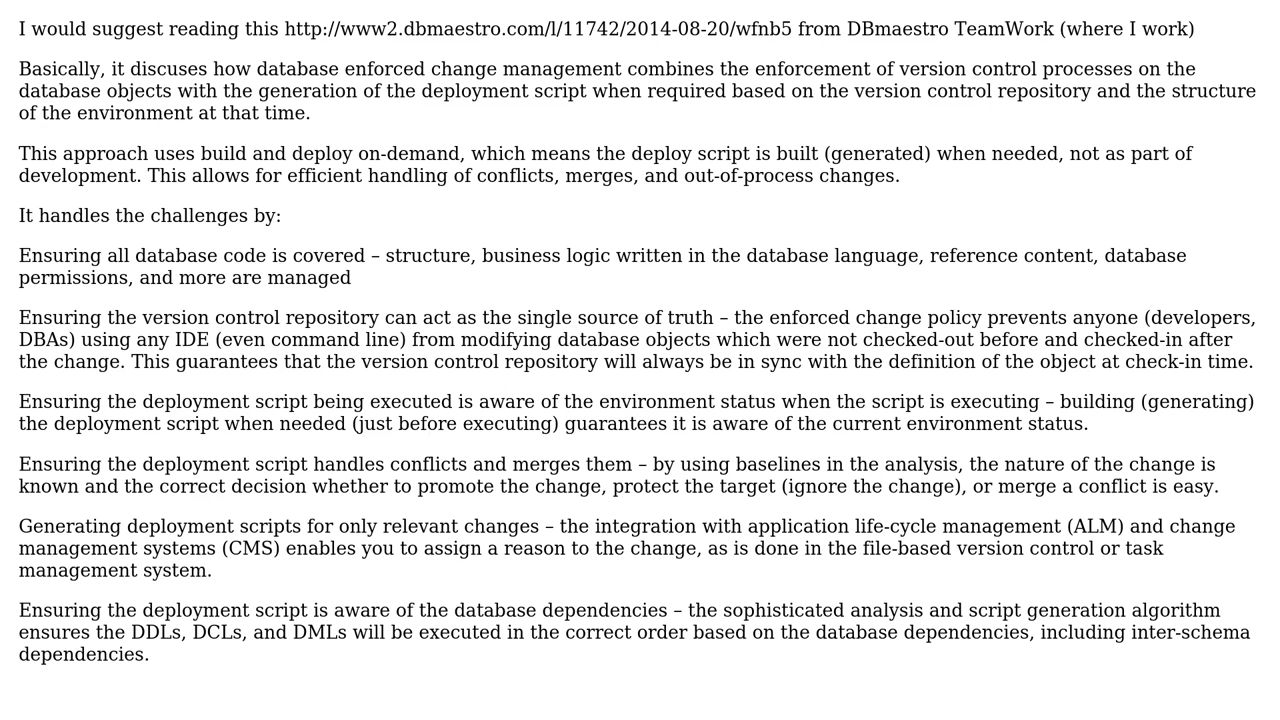 I would suggest reading this http://www2.dbmaestro.com/l/11742/2014-08-20/wfnb5 from DBmaestro TeamWork (where I work)
Basically, it discusses how database enforced change management combines the enforcement of version control processes on the
database objects with the generation of the deployment script when required based on the version control repository and the structure
of the environment at that time.
This approach uses build and deploy on-demand, which means the deploy script is built (generated) when needed, not as part of
development. This allows for efficient handling of conflicts, merges, and out-of-process changes.
It handles the challenges by:
Ensuring all database code is covered – structure, business logic written in the database language, reference content, database
permissions, and more are managed
Ensuring the version control repository can act as the single source of truth – the enforced change policy prevents anyone (developers,
DBAs) using any IDE (even command line) from modifying database objects which were not checked-out before and checked-in after
the change. This guarantees that the version control repository will always be in sync with the definition of the object at check-in time.
Ensuring the deployment script being executed is aware of the environment status when the script is executing – building (generating)
the deployment script when needed (just before executing) guarantees it is aware of the current environment status.
Ensuring the deployment script handles conflicts and merges them – by using baselines in the analysis, the nature of the change is
known and the correct decision whether to promote the change, protect the target (ignore the change), or merge a conflict is easy.
Generating deployment scripts for only relevant changes – the integration with application life-cycle management (ALM) and change
management systems (CMS) enables you to assign a reason to the change, as is done in the file-based version control or task
management system.
Ensuring the deployment script is aware of the database dependencies – the sophisticated analysis and script generation algorithm
ensures the DDLs, DCLs, and DMLs will be executed in the correct order based on the database dependencies, including inter-schema
dependencies.